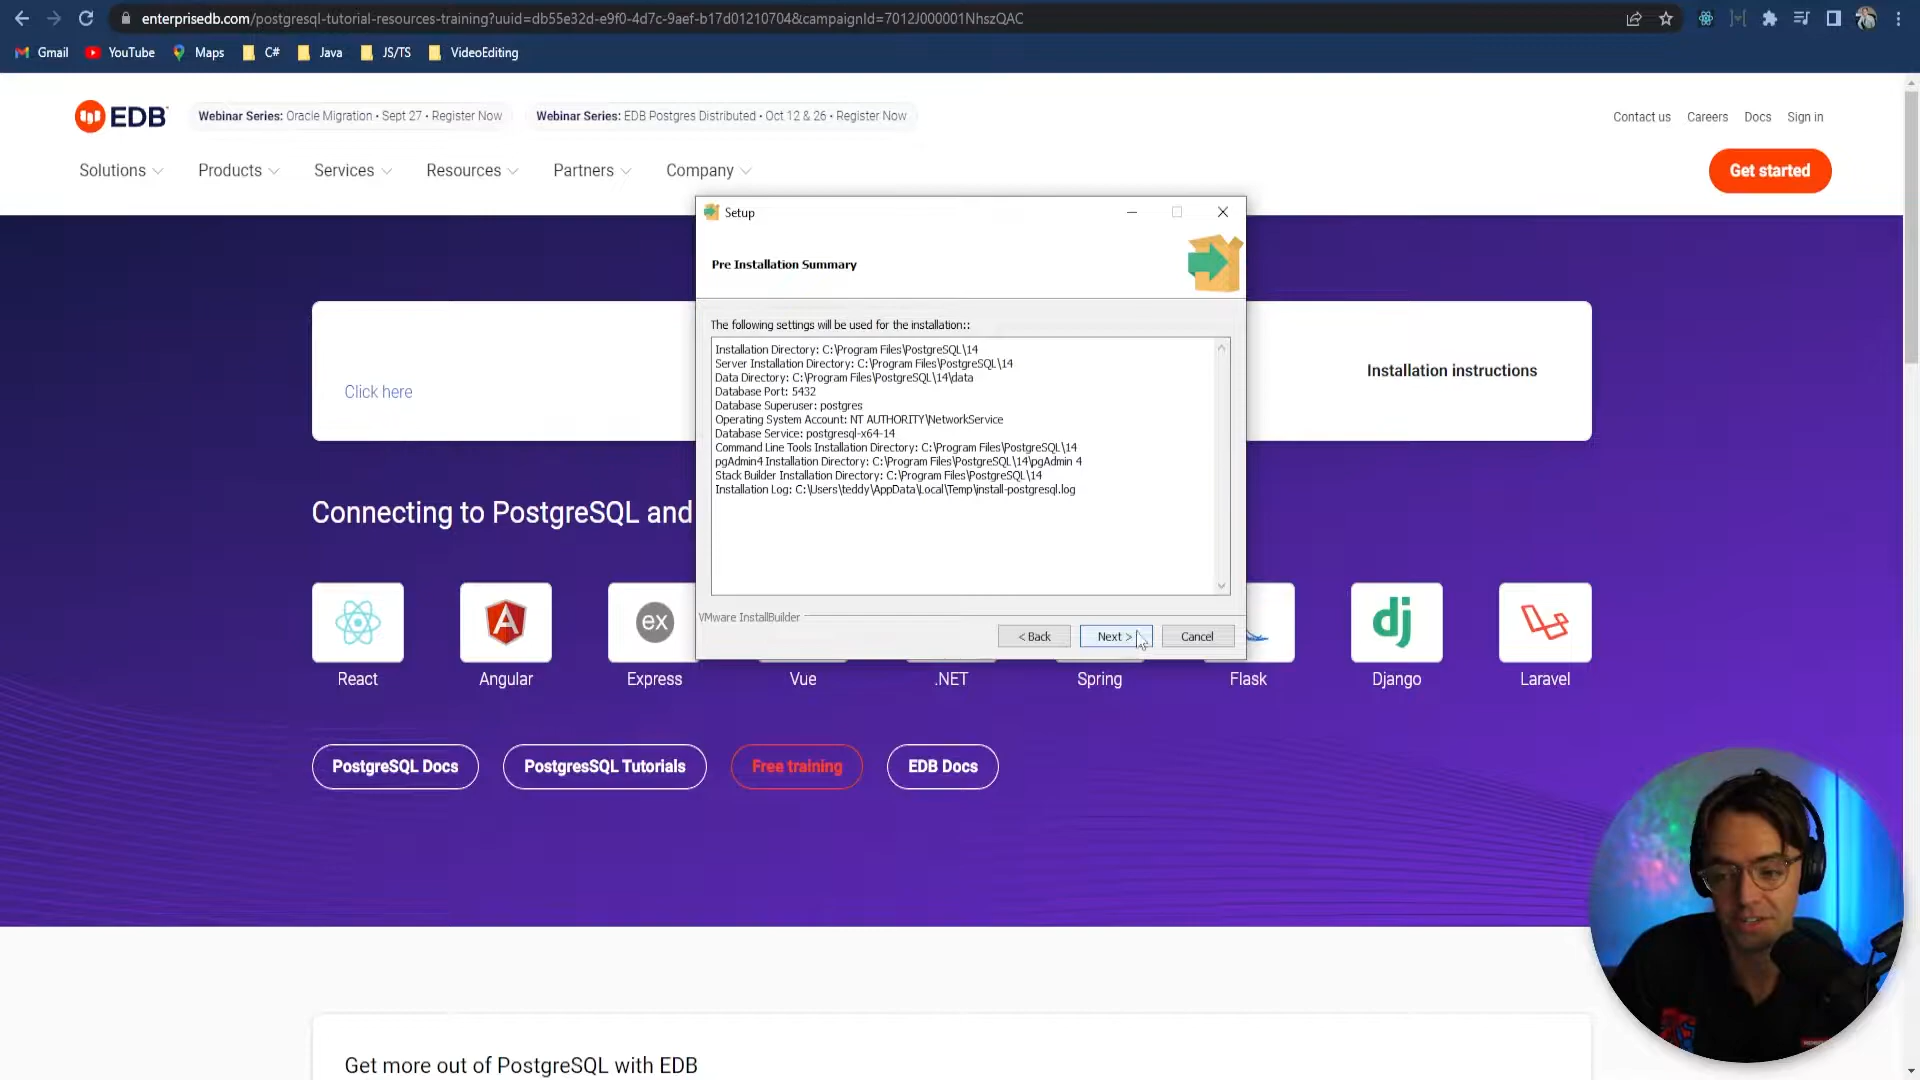 enterprisedb.com/postgresql-tutorial-resources-training?uuid=db55e32d-e9f0-4d7c-9aef-b17d01210704&campaignId=7012J000001NhszQAC
Gmail YouTube Maps C# Java JS/TS VideoEditing
EDB Webinar Series: Oracle Migration • Sept 27 • Register Now Webinar Series: EDB Postgres Distributed • Oct 12 & 26 • Register Now Contact us Careers Docs Sign in
Solutions Products Services Resources Partners Company Get started
Setup
Pre Installation Summary
The following settings will be used for the installation::
Installation Directory: C:\Program Files\PostgreSQL\14
Server Installation Directory: C:\Program Files\PostgreSQL\14
Data Directory: C:\Program Files\PostgreSQL\14\data
Database Port: 5432
Database Superuser: postgres
Operating System Account: NT AUTHORITY\NetworkService
Database Service: postgresql-x64-14
Command Line Tools Installation Directory: C:\Program Files\PostgreSQL\14
pgAdmin4 Installation Directory: C:\Program Files\PostgreSQL\14\pgAdmin 4
Stack Builder Installation Directory: C:\Program Files\PostgreSQL\14
Installation Log: C:\Users\teddy\AppData\Local\Temp\install-postgresql.log
VMware InstallBuilder
< Back Next > Cancel
Click here
Installation instructions
Connecting to PostgreSQL and
ex
dj
React Angular Express Vue .NET Spring Flask Django Laravel
PostgreSQL Docs PostgresSQL Tutorials Free training EDB Docs
Get more out of PostgreSQL with EDB